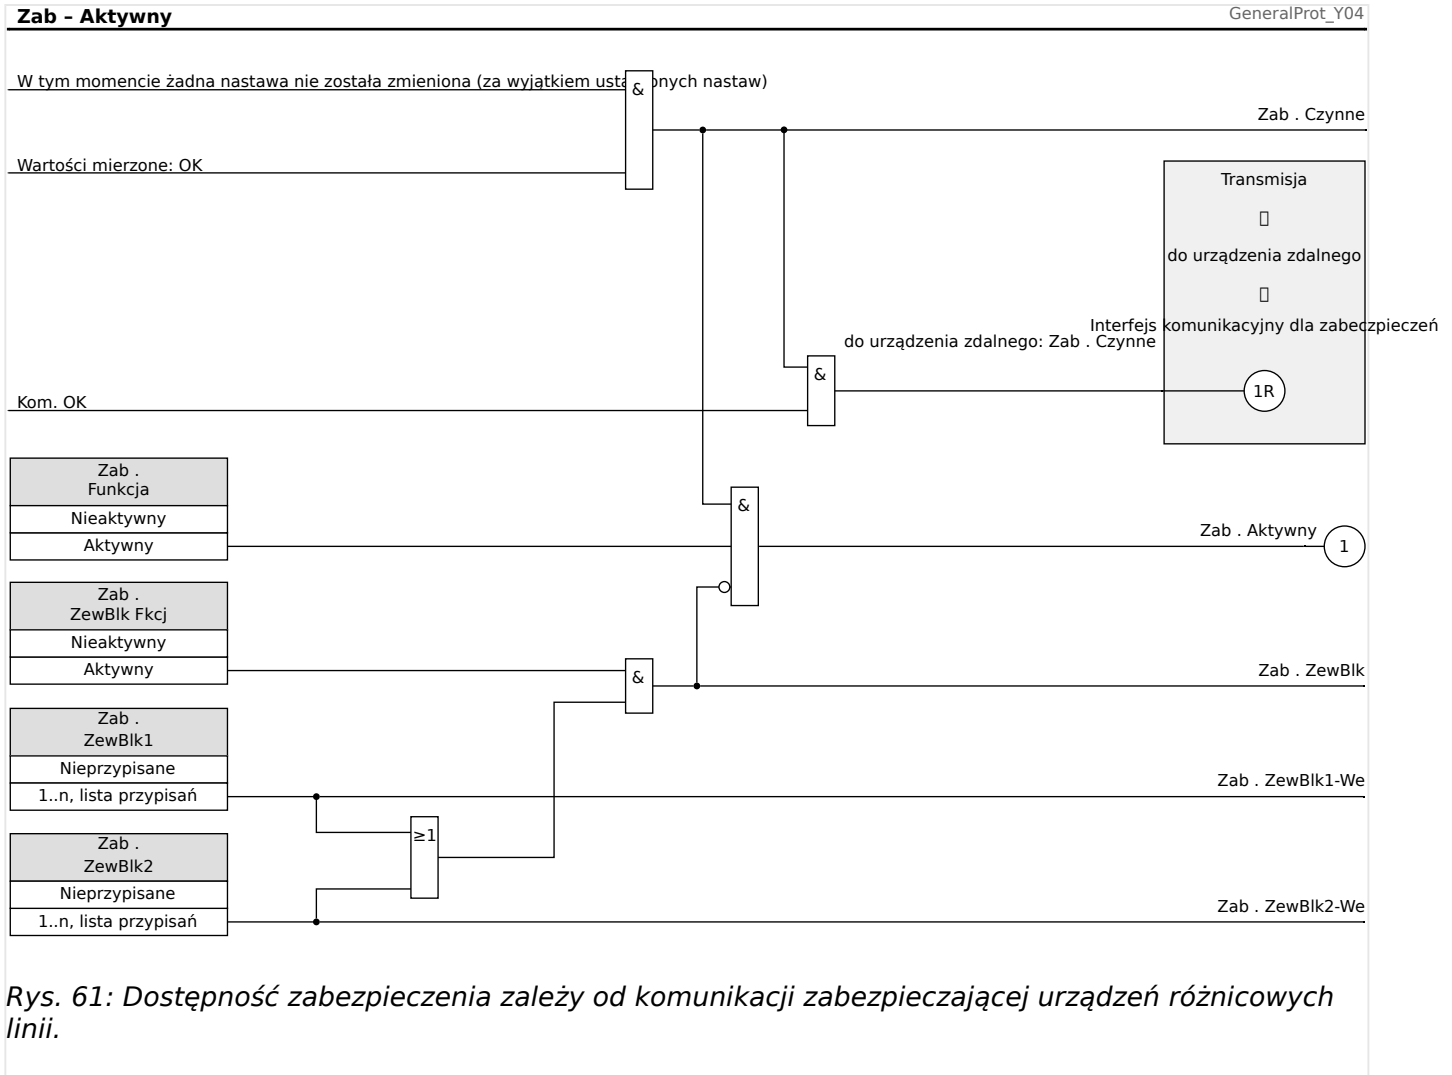 Zab – Aktywny
GeneralProt_Y04
W tym momencie żadna nastawa nie została zmieniona (za wyjątkiem usta onych nastaw)
&
Zab . Czynne
Wartości mierzone: OK
Transmisja
do urządzenia zdalnego
Interfejs komunikacyjny dla zabeczpieczeń
do urządzenia zdalnego: Zab . Czynne
&
1R
Kom. OK
Zab .
Funkcja
Nieaktywny
Aktywny
&
Zab . Aktywny
1
Zab .
ZewBlk Fkcj
Nieaktywny
Aktywny
&
Zab . ZewBlk
Zab .
ZewBlk1
Nieprzypisane
1..n, lista przypisań
Zab . ZewBlk1-We
≥1
Zab .
ZewBlk2
Nieprzypisane
1..n, lista przypisań
Zab . ZewBlk2-We
Rys. 61: Dostępność zabezpieczenia zależy od komunikacji zabezpieczającej urządzeń różnicowych
linii.